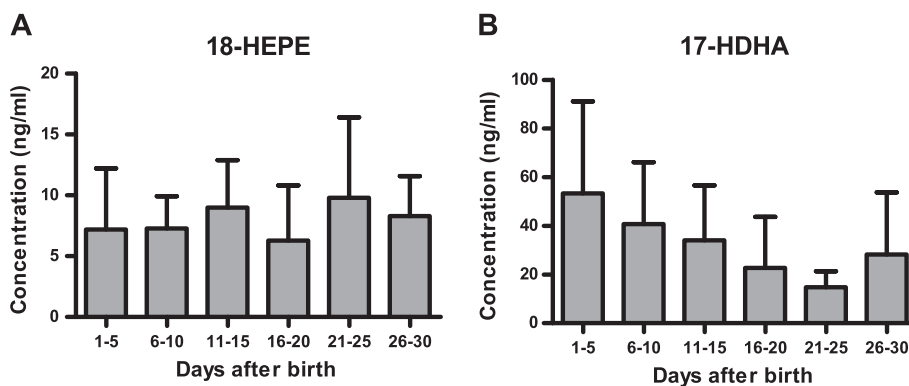 A
18-HEPE
Concentration (ng/ml)
20
15
10
5
0
1-5 6-10 11-15 16-20 21-25 26-30
Days after birth
B
17-HDHA
Concentration (ng/ml)
100
80
60
40
20
0
1-5 6-10 11-15 16-20 21-25 26-30
Days after birth